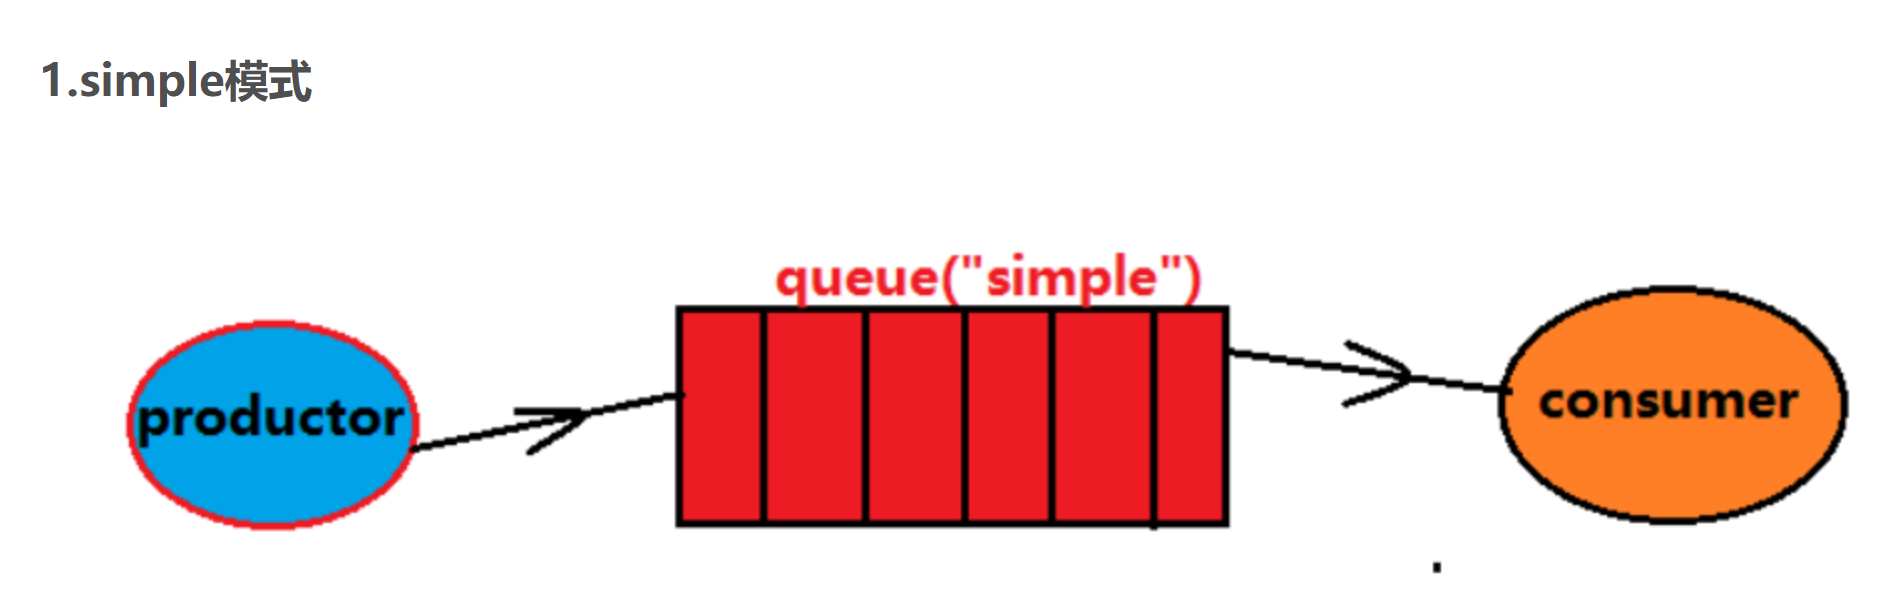 1.simple模式
queue("simple")
productor
consumer